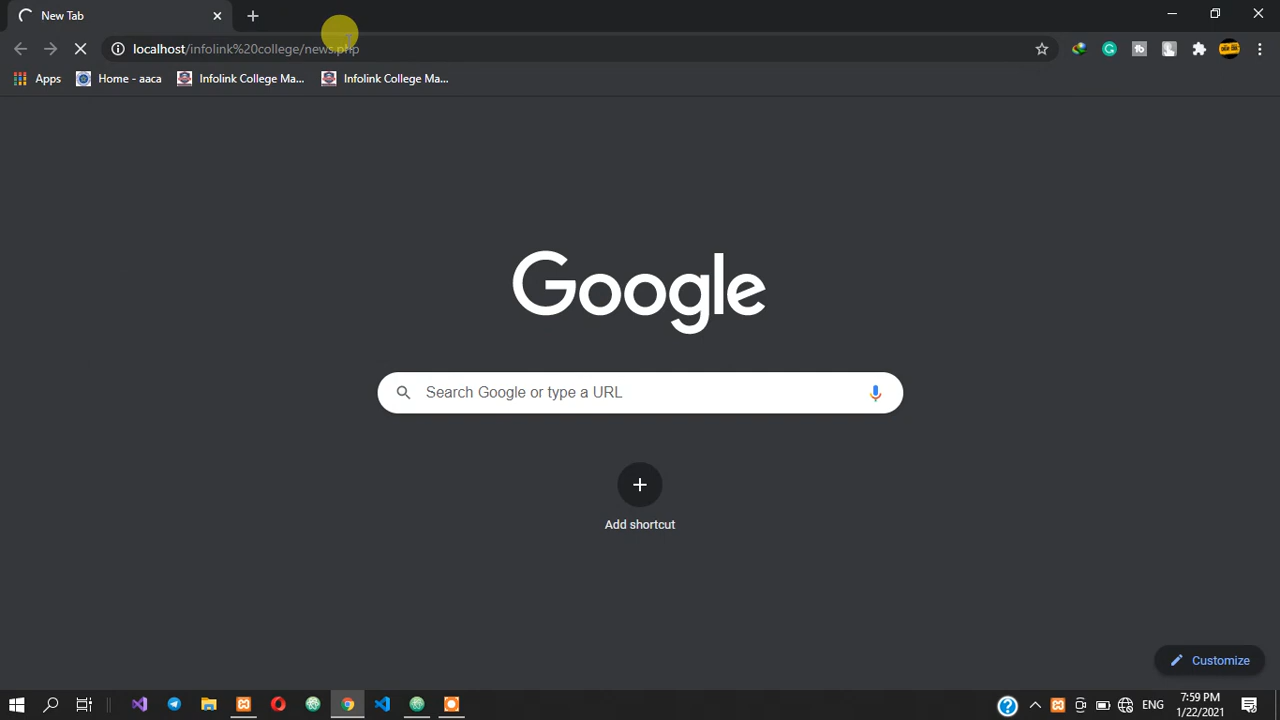 New Tab
localhost/infolink%20college/news.php
Apps
Home - aaca
Infolink College Ma...
Infolink College Ma...
Google
Search Google or type a URL
Add shortcut
Customize
ENG
7:59 PM
1/22/2021